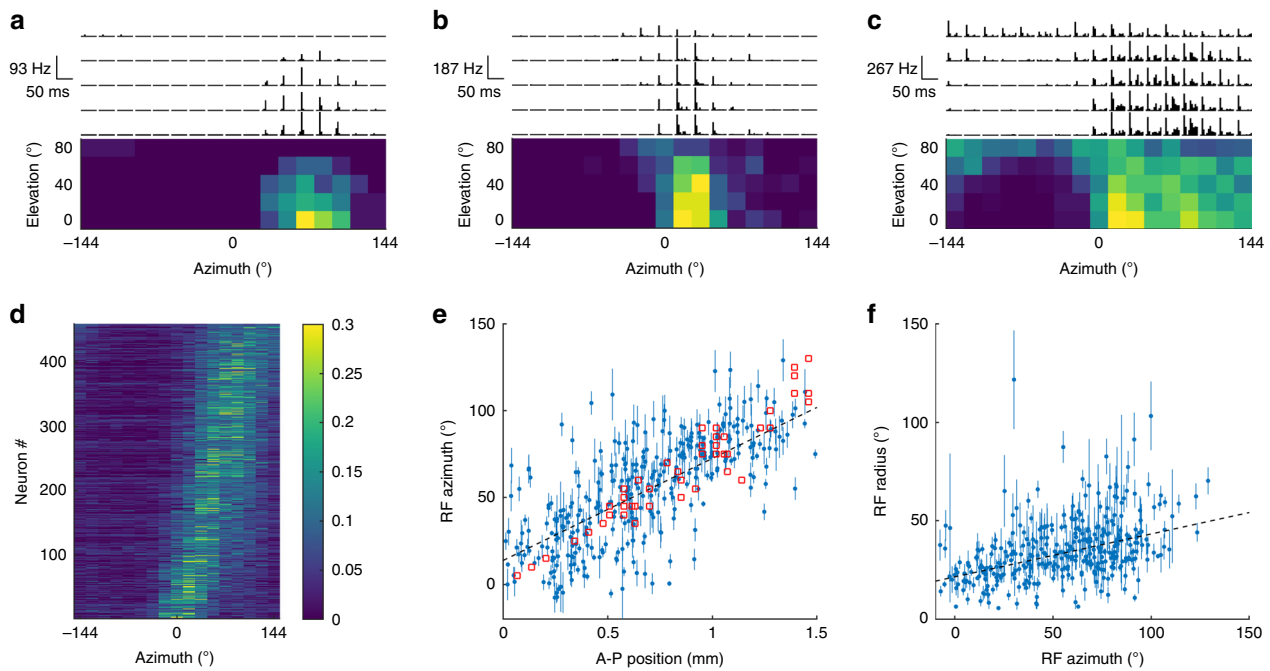 a
93 Hz
50 ms
80
40
0
Elevation (°)
−144
0
144
Azimuth (°)
b
187 Hz
50 ms
80
40
0
Elevation (°)
−144
0
144
Azimuth (°)
c
267 Hz
50 ms
80
40
0
Elevation (°)
−144
0
144
Azimuth (°)
d
400
300
200
100
Neuron #
−144
0
144
Azimuth (°)
0.3
0.25
0.2
0.15
0.1
0.05
0
e
150
100
50
0
RF azimuth (°)
0
0.5
1
1.5
A-P position (mm)
f
150
100
50
0
RF radius (°)
0
50
100
150
RF azimuth (°)